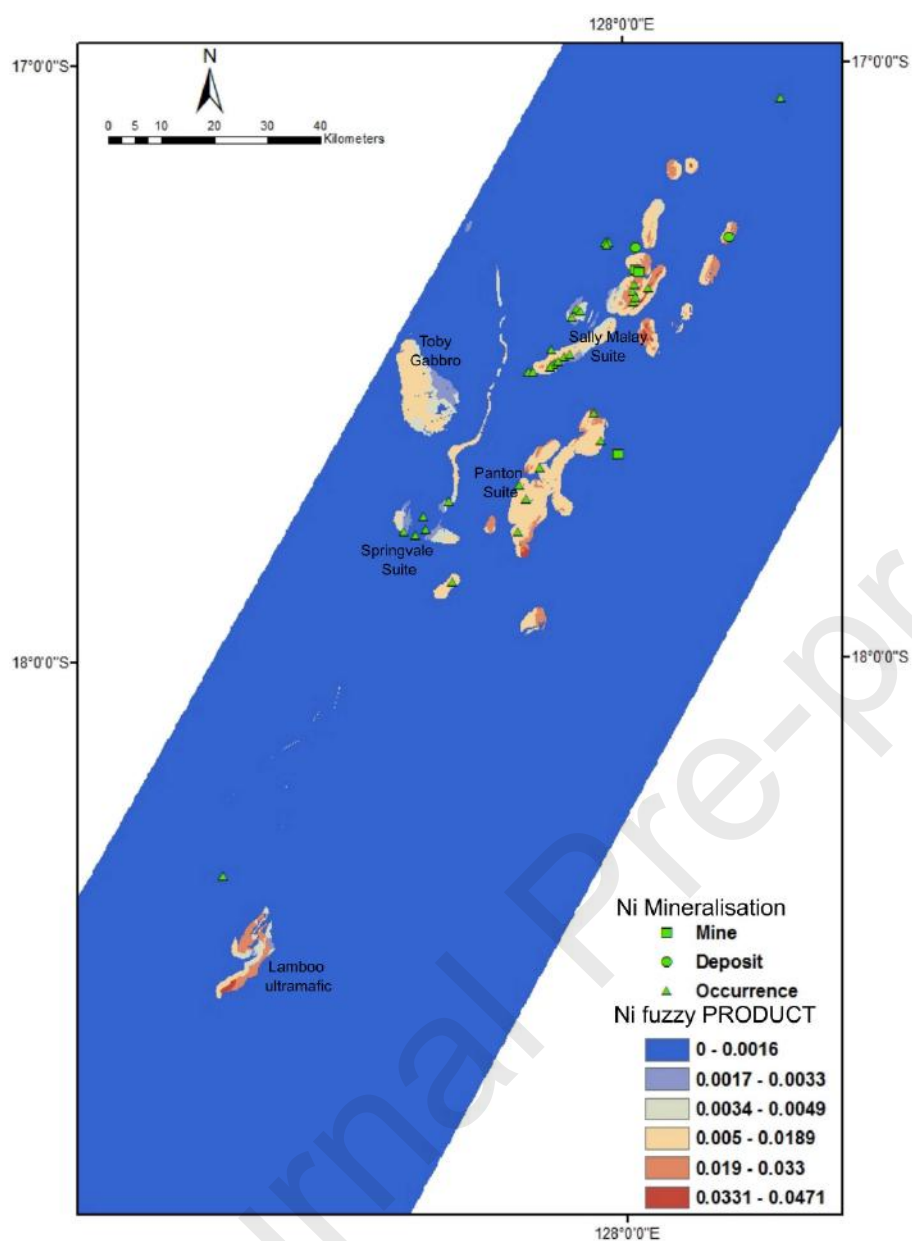 128°0'0"E
17°0'0"S
17°0'0"S
N
0 5 10 20 30 40
Kilometers
Toby
Gabbro
Sally Malay
Suite
Panton
Suite
Springvale
Suite
18°0'0"S
18°0'0"S
Lamboo
ultramafic
Ni Mineralisation
Mine
Deposit
Occurrence
Ni fuzzy PRODUCT
0 - 0.0016
0.0017 - 0.0033
0.0034 - 0.0049
0.005 - 0.0189
0.019 - 0.033
0.0331 - 0.0471
128°0'0"E
urnal Pre-pr